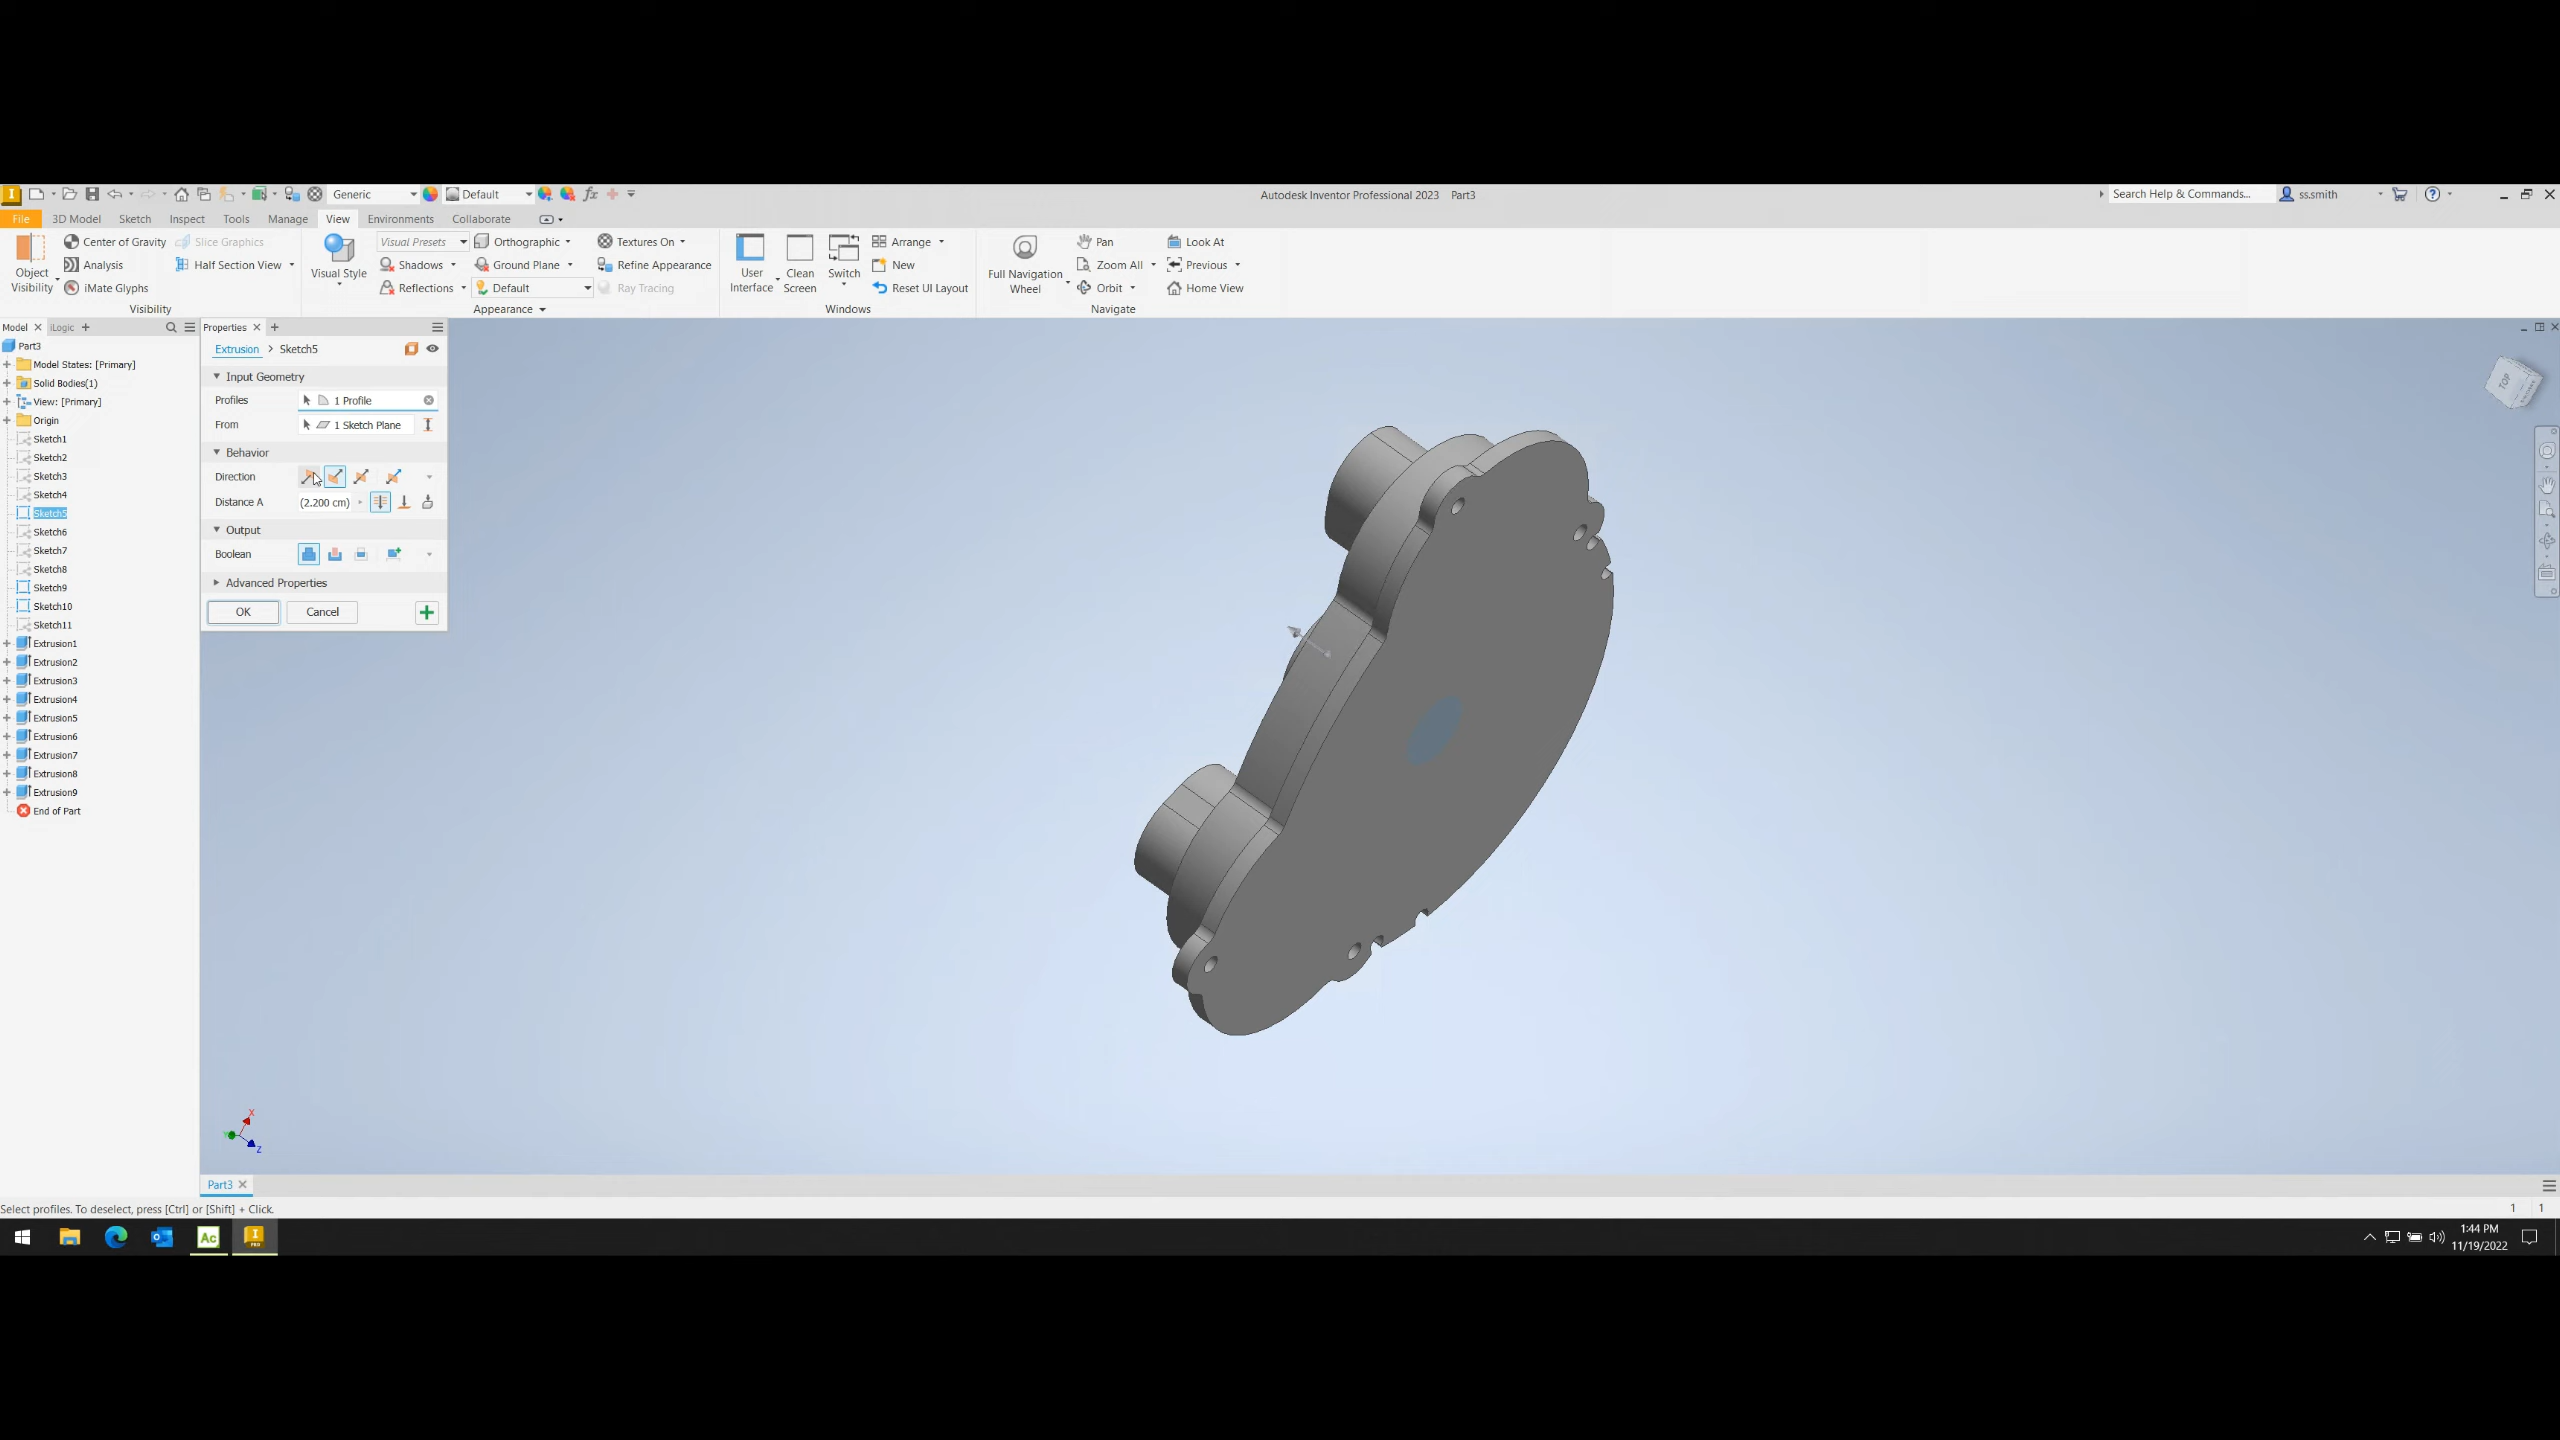 Generic
Default
fx
Autodesk Inventor Professional 2023 Part3
Search Help & Commands...
ss.smith
File 3D Model Sketch Inspect Tools Manage View Environments Collaborate
Object Visibility
Center of Gravity
Analysis
iMate Glyphs
Slice Graphics
Half Section View
Visibility
Visual Style
Visual Presets
Shadows
Reflections
Orthographic
Ground Plane
Default
Textures On
Refine Appearance
Ray Tracing
Appearance
User Interface
Clean Screen
Switch
Arrange
New
Reset UI Layout
Windows
Full Navigation Wheel
Pan
Zoom All
Orbit
Look At
Previous
Home View
Navigate
Model iLogic
Part3
Model States: [Primary]
Solid Bodies(1)
View: [Primary]
Origin
Sketch1
Sketch2
Sketch3
Sketch4
Sketch5
Sketch6
Sketch7
Sketch8
Sketch9
Sketch10
Sketch11
Extrusion1
Extrusion2
Extrusion3
Extrusion4
Extrusion5
Extrusion6
Extrusion7
Extrusion8
Extrusion9
End of Part
Properties
Extrusion > Sketch5
Input Geometry
Profiles 1 Profile
From 1 Sketch Plane
Behavior
Direction
Distance A (2.200 cm)
Output
Boolean
Advanced Properties
OK Cancel
TOP
X
Y
Z
Part3
Select profiles. To deselect, press [Ctrl] or [Shift] + Click.
1 1
Ac
I
PRO
1:44 PM
11/19/2022